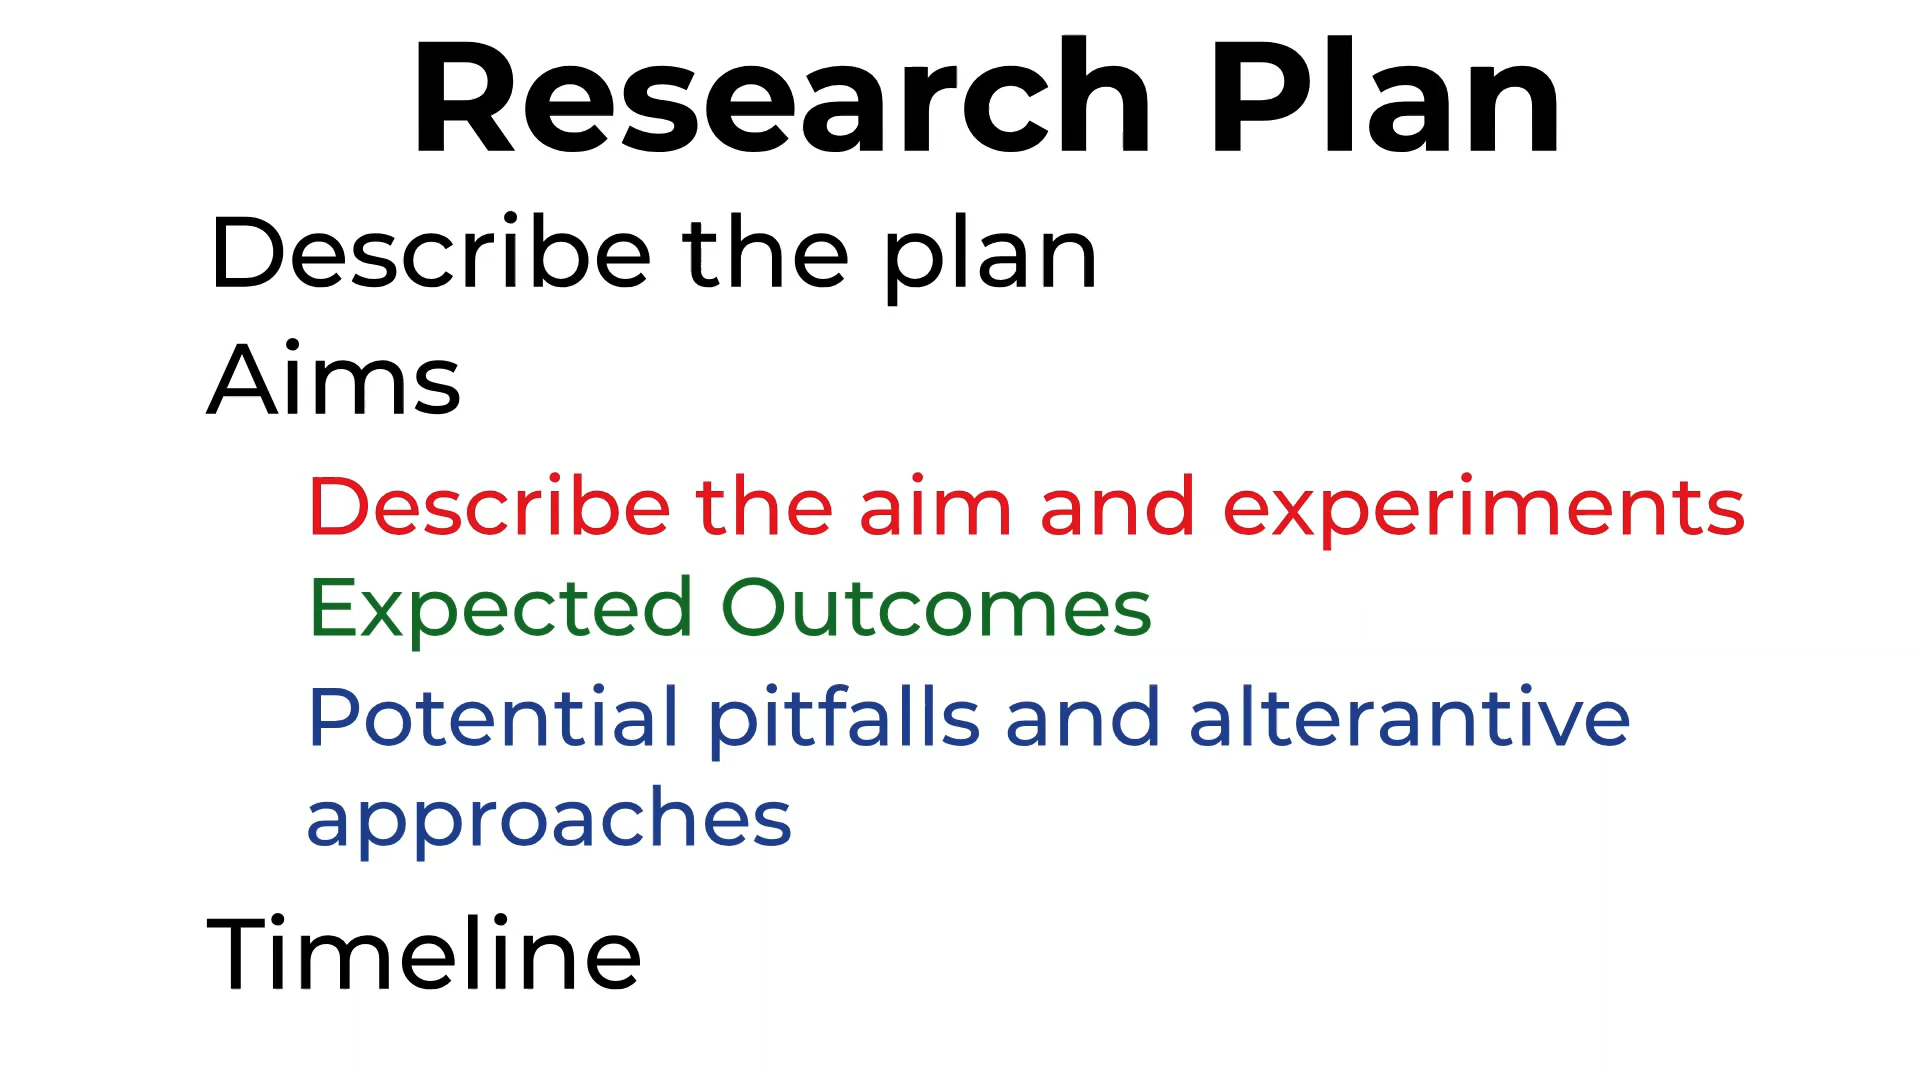 Research Plan
Describe the plan
Aims
Describe the aim and experiments
Expected Outcomes
Potential pitfalls and alterantive
approaches
Timeline